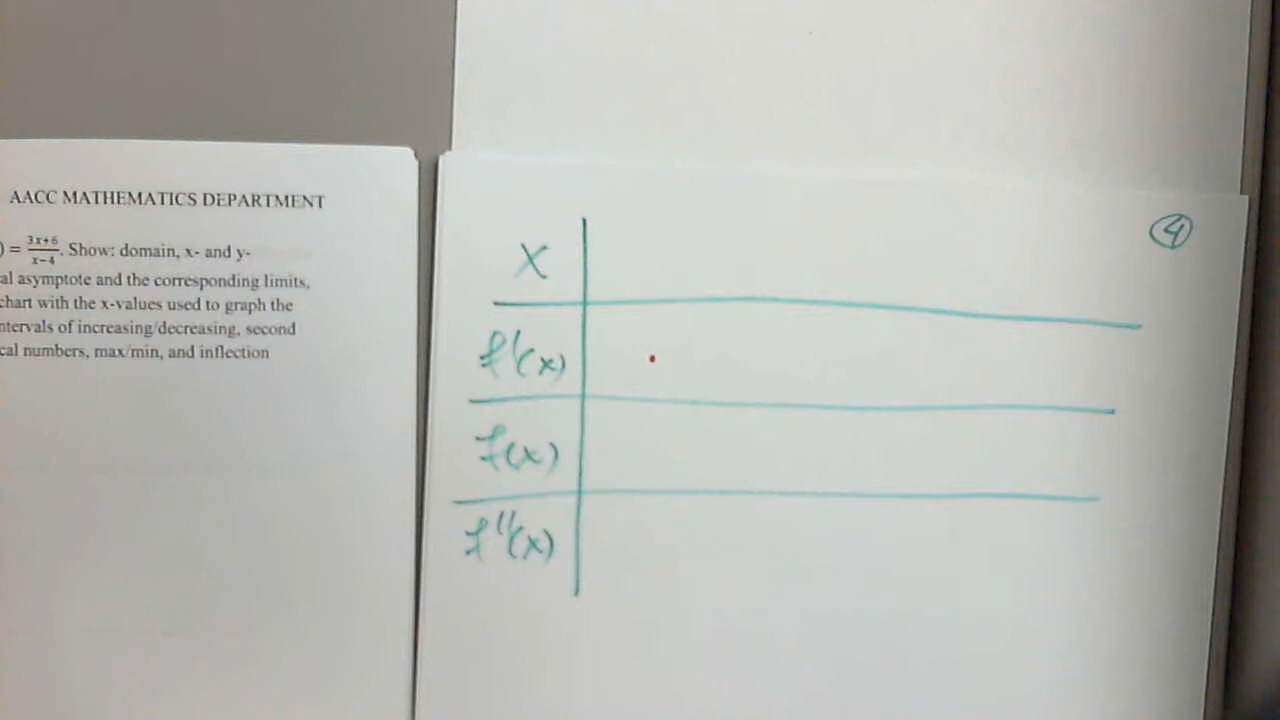 AACC MATHEMATICS DEPARTMENT
) = \frac{3x+6}{x-4}. Show: domain, x- and y-
al asymptote and the corresponding limits,
chart with the x-values used to graph the
ntervals of increasing/decreasing, second
cal numbers, max/min, and inflection
4
x
f'(x)
f(x)
f''(x)